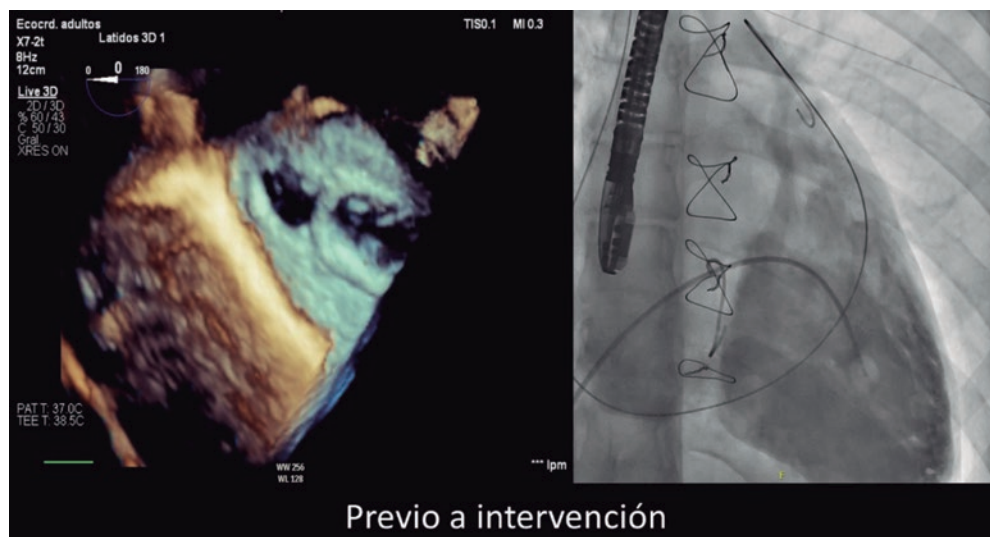 Ecocrd. adultos
TIS0.1 MI 0.3
X7-2t
Latidos 3D 1
8Hz
12cm
0 0 180
Live 3D
2D / 3D
% 60 / 43
C 50 / 30
Gral
XRES ON
PAT T: 37.0C
TEE T: 38.5C
WW 256
WL 128
*** lpm
F
Previo a intervención